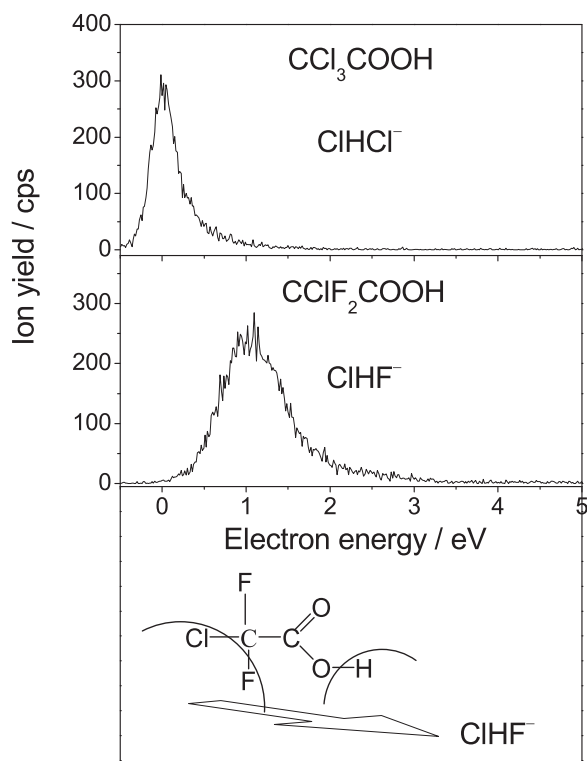 400
CCl₃COOH
300
ClHCl⁻
200
100
0
Ion yield / cps
CClF₂COOH
300
ClHF⁻
200
100
0
0 1 2 3 4 5
Electron energy / eV
F
O
Cl C C
O H
F
ClHF⁻